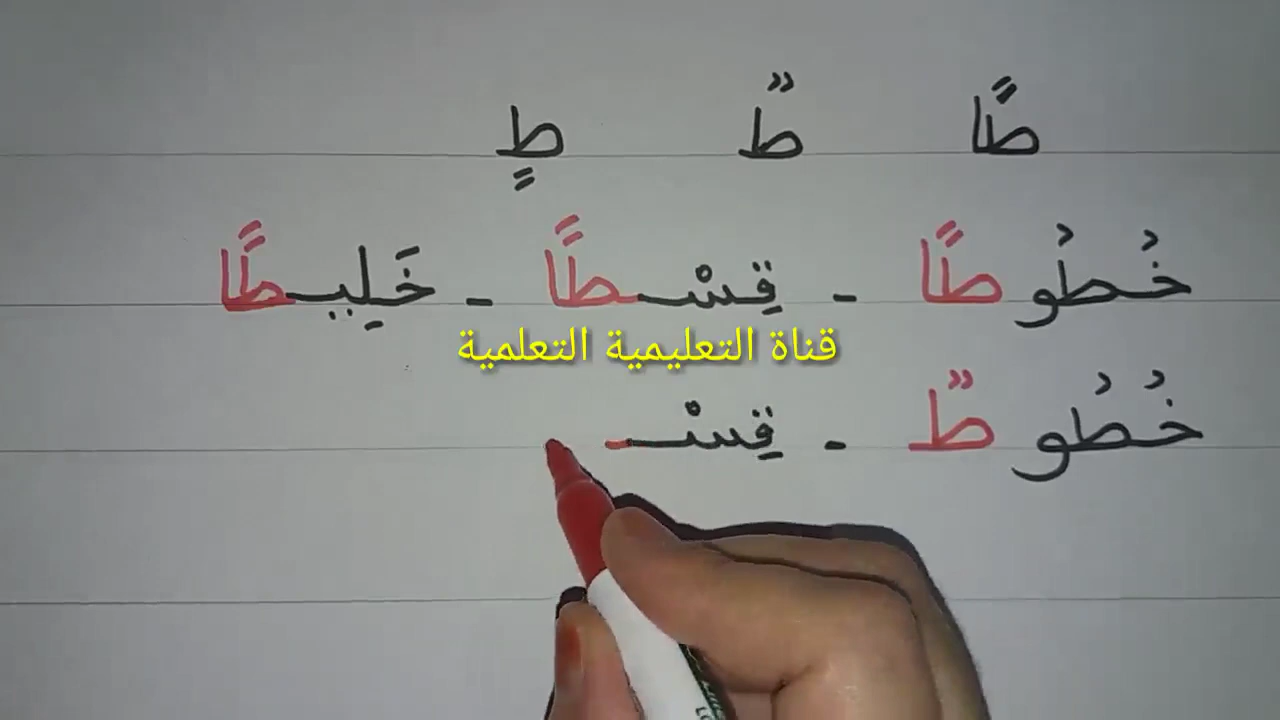 طًا طٌ طٍ
خُطُوطًا - قِسْطًا - خَلِيطًا
قناة التعليمية التعلمية
خُطُوطٌ - قِسْـ